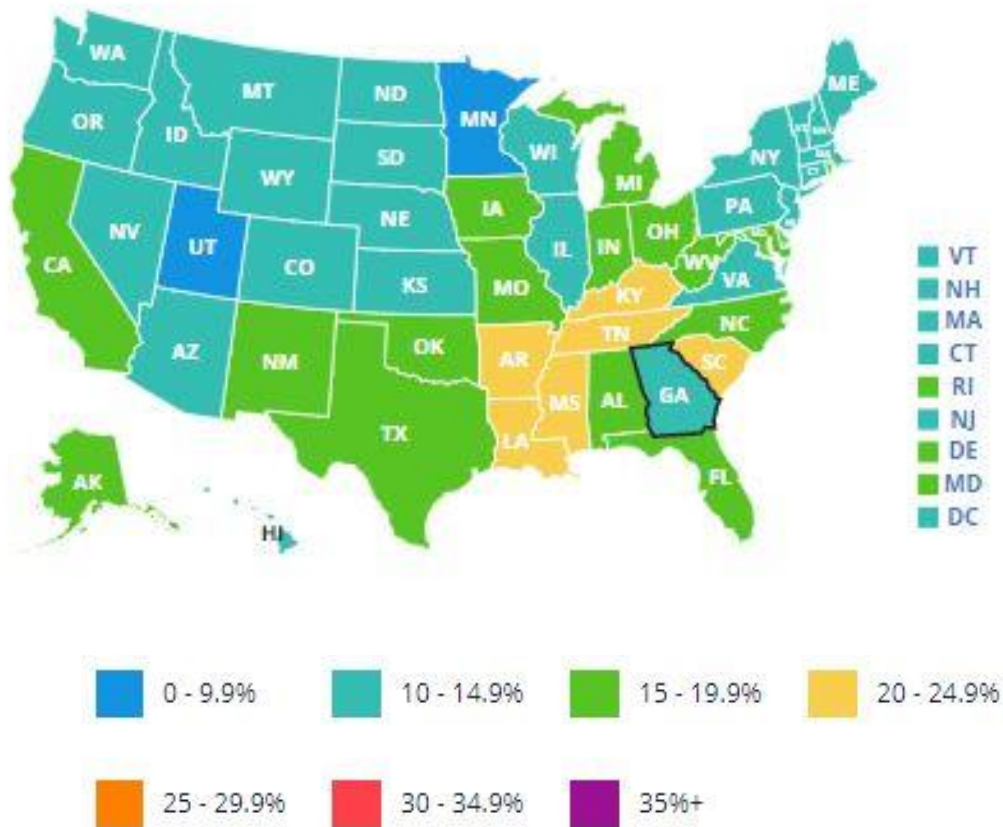 WA
MT
ND
MN
OR
ID
SD
WI
WY
ME
NY
MI
IA
NE
PA
NV
UT
CO
IL
IN
OH
WV
VA
CA
KS
MO
KY
NC
AZ
NM
OK
AR
TN
SC
MS
AL
GA
TX
LA
FL
AK
HI
VT
NH
MA
CT
RI
NJ
DE
MD
DC
0 - 9.9%
10 - 14.9%
15 - 19.9%
20 - 24.9%
25 - 29.9%
30 - 34.9%
35%+